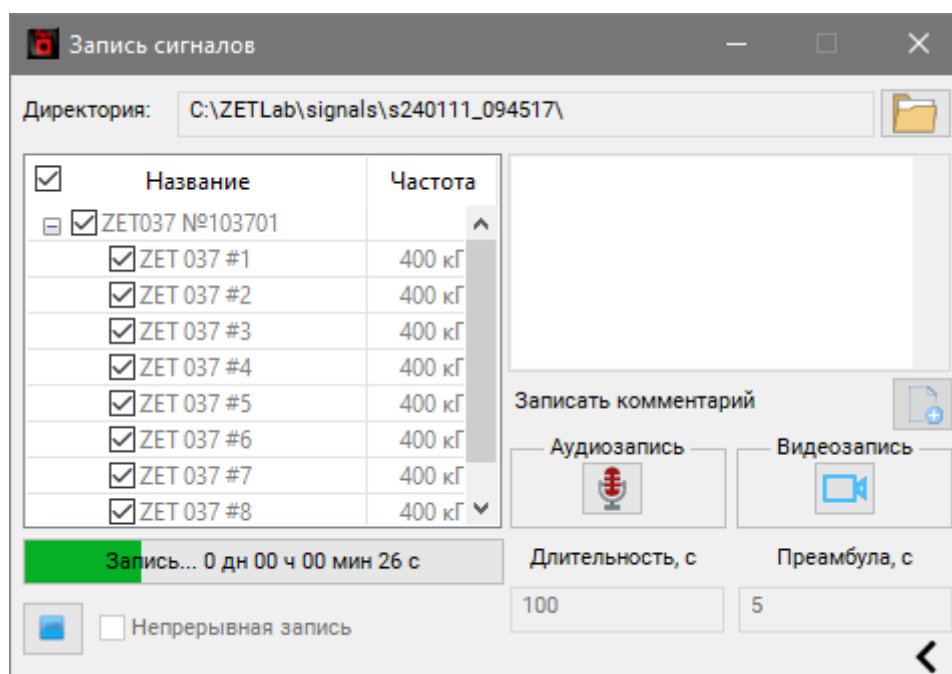 Запись сигналов
Директория: C:\ZETLab\signals\s240111_094517\
Название Частота
ZET037 №103701
ZET 037 #1 400 кГ
ZET 037 #2 400 кГ
ZET 037 #3 400 кГ
ZET 037 #4 400 кГ
ZET 037 #5 400 кГ
ZET 037 #6 400 кГ
ZET 037 #7 400 кГ
ZET 037 #8 400 кГ
Записать комментарий
Аудиозапись Видеозапись
Запись... 0 дн 00 ч 00 мин 26 с
Длительность, с Преамбула, с
100 5
Непрерывная запись